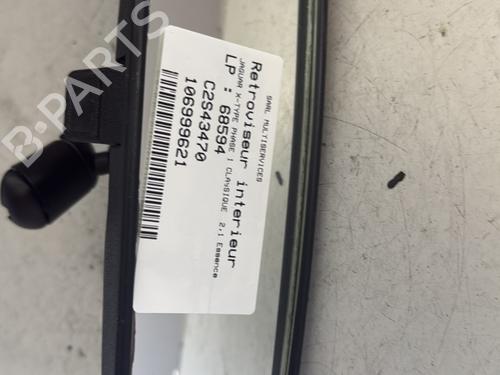 SARL MULTISERVICES
Retroviseur interieur
JAGUAR X-TYPE PHASE 1 CLASSIQUE 2,1 Essence
LP : 68594
C2S43470
106999621
B-PARTS